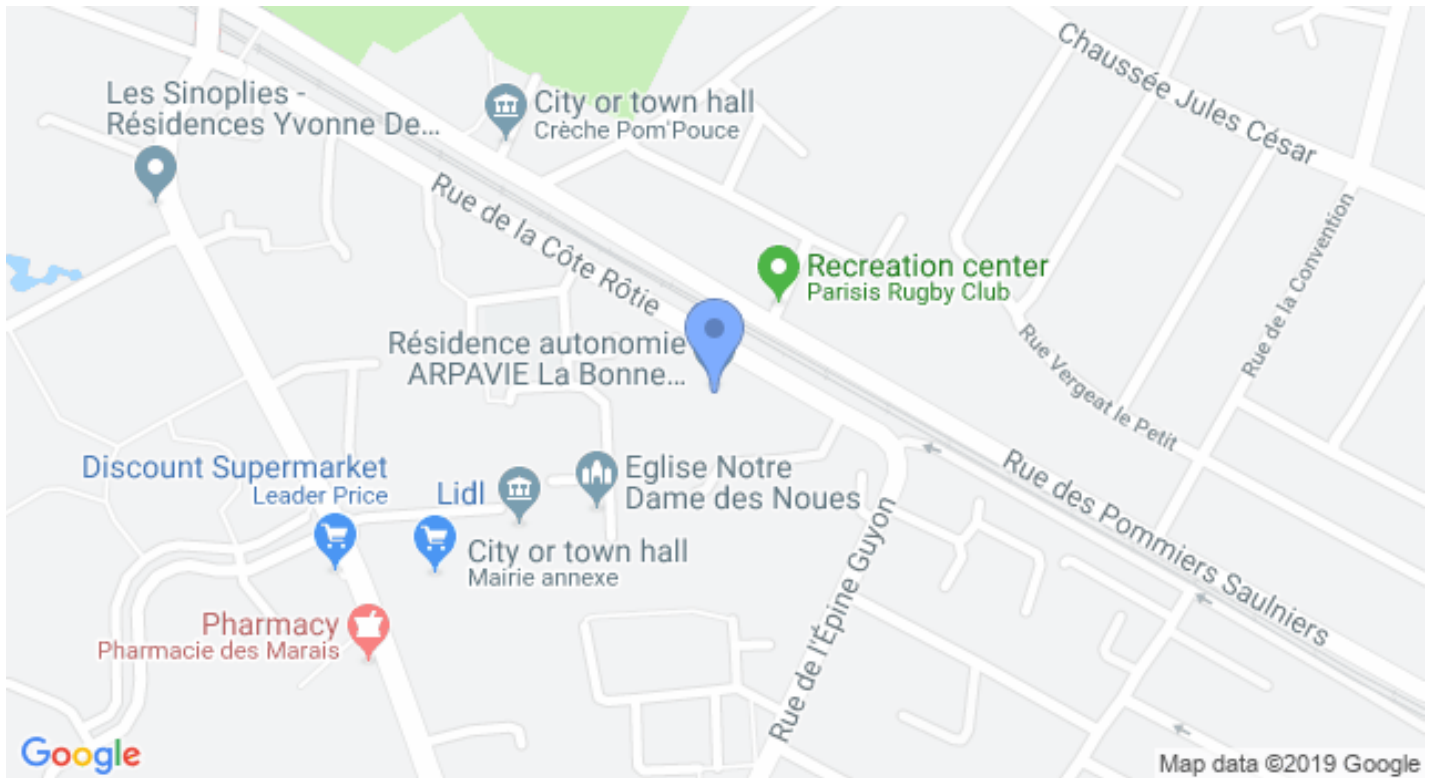 Chaussée Jules César
Les Sinoplies -
Résidences Yvonne De...
City or town hall
Crèche Pom'Pouce
Rue de la Côte Rôtie
Recreation center
Parisis Rugby Club
Rue de la Convention
Résidence autonomie
ARPAVIE La Bonne...
Rue Vergeat le Petit
Discount Supermarket
Leader Price
Lidl
Eglise Notre
Dame des Noues
Rue des Pommiers Saulniers
City or town hall
Mairie annexe
Rue de l'Épine Guyon
Pharmacy
Pharmacie des Marais
Google
Map data ©2019 Google